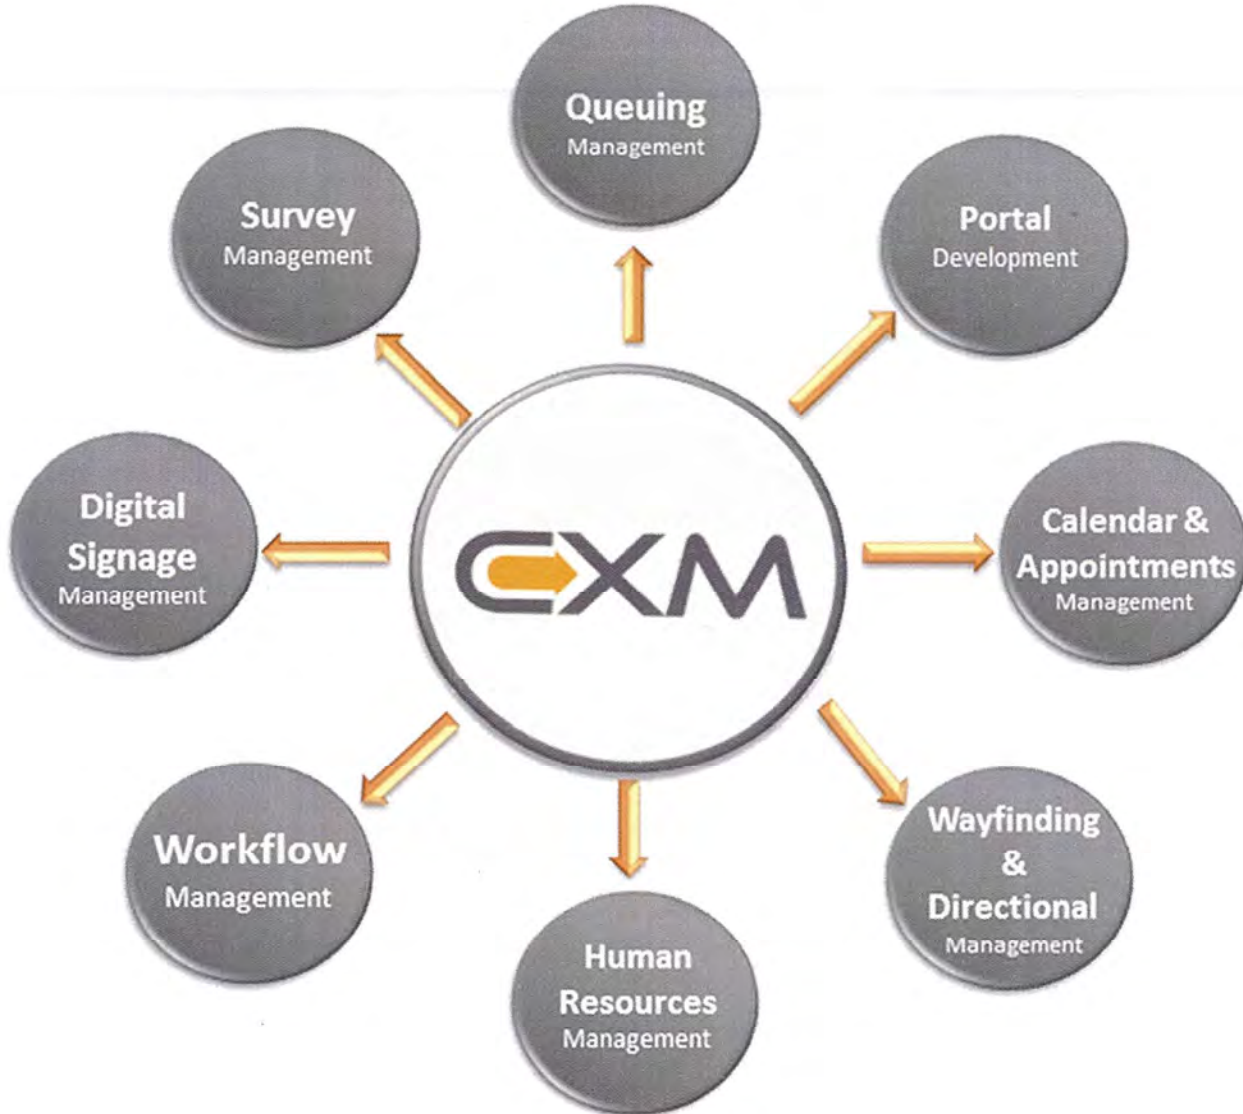 Queuing
Management
Survey
Management
Portal
Development
Digital
Signage
Management
CXM
Calendar &
Appointments
Management
Workflow
Management
Wayfinding
&
Directional
Management
Human
Resources
Management